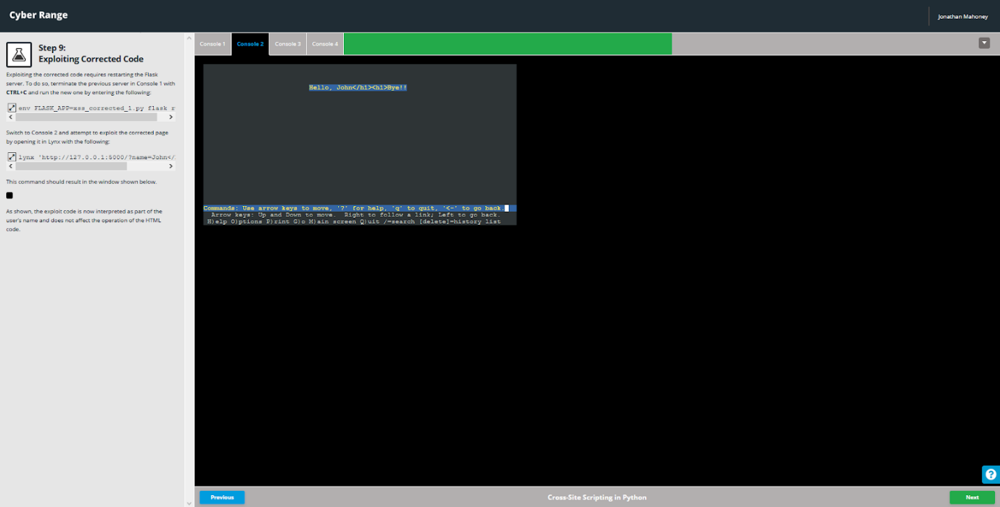 Cyber Range
Jonathan Mahoney
Step 9:
Exploiting Corrected Code
Exploiting the corrected code requires restarting the Flask
server. To do so, terminate the previous server in Console 1 with
CTRL+C and run the new one by entering the following:
env FLASK_APP=xss_corrected_1.py flask r
Switch to Console 2 and attempt to exploit the corrected page
by opening it in Lynx with the following:
lynx 'http://127.0.0.1:5000/?name=John</
This command should result in the window shown below.
As shown, the exploit code is now interpreted as part of the
user's name and does not affect the operation of the HTML
code.
Console 1
Console 2
Console 3
Console 4
Hello, John</h1><h1>Bye!!
Commands: Use arrow keys to move, '?' for help, 'q' to quit, '<-' to go back.
Arrow keys: Up and Down to move. Right to follow a link; Left to go back.
H)elp O)ptions P)rint G)o M)ain screen Q)uit /=search [delete]=history list
?
Previous
Cross-Site Scripting in Python
Next